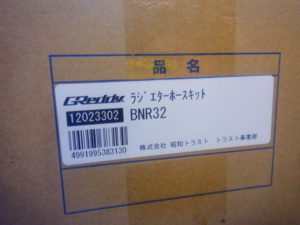 品名
GReddy
ラジエターホースキット
12023302
BNR32
4991995383130
株式会社 昭和トラスト トラスト事業部